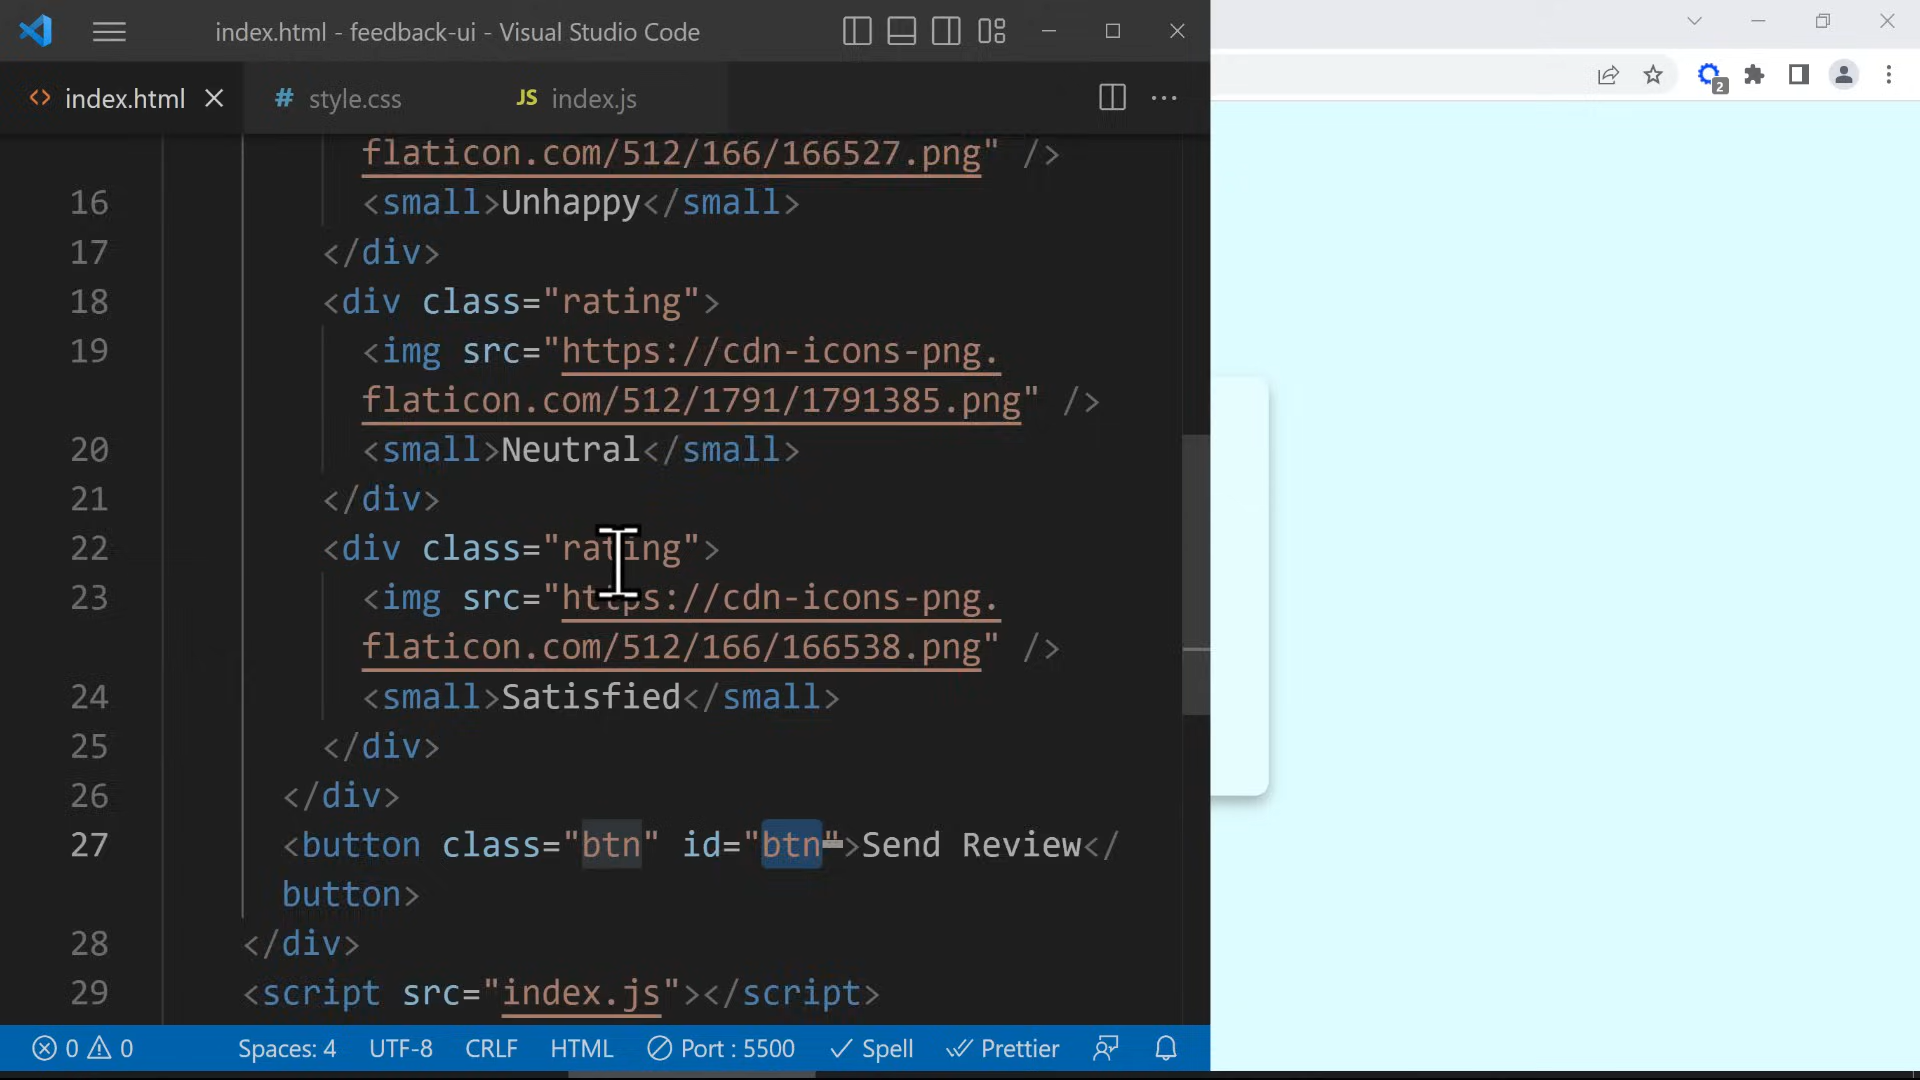 index.html - feedback-ui - Visual Studio Code
index.html
# style.css
JS index.js
2
flaticon.com/512/166/166527.png" />
16 <small>Unhappy</small>
17 </div>
18 <div class="rating">
19 <img src="https://cdn-icons-png.
flaticon.com/512/1791/1791385.png" />
20 <small>Neutral</small>
21 </div>
22 <div class="rating">
23 <img src="https://cdn-icons-png.
flaticon.com/512/166/166538.png" />
24 <small>Satisfied</small>
25 </div>
26 </div>
27 <button class="btn" id="btn">Send Review</
button>
28 </div>
29 <script src="index.js"></script>
0 0 Spaces: 4 UTF-8 CRLF HTML Port : 5500 Spell Prettier